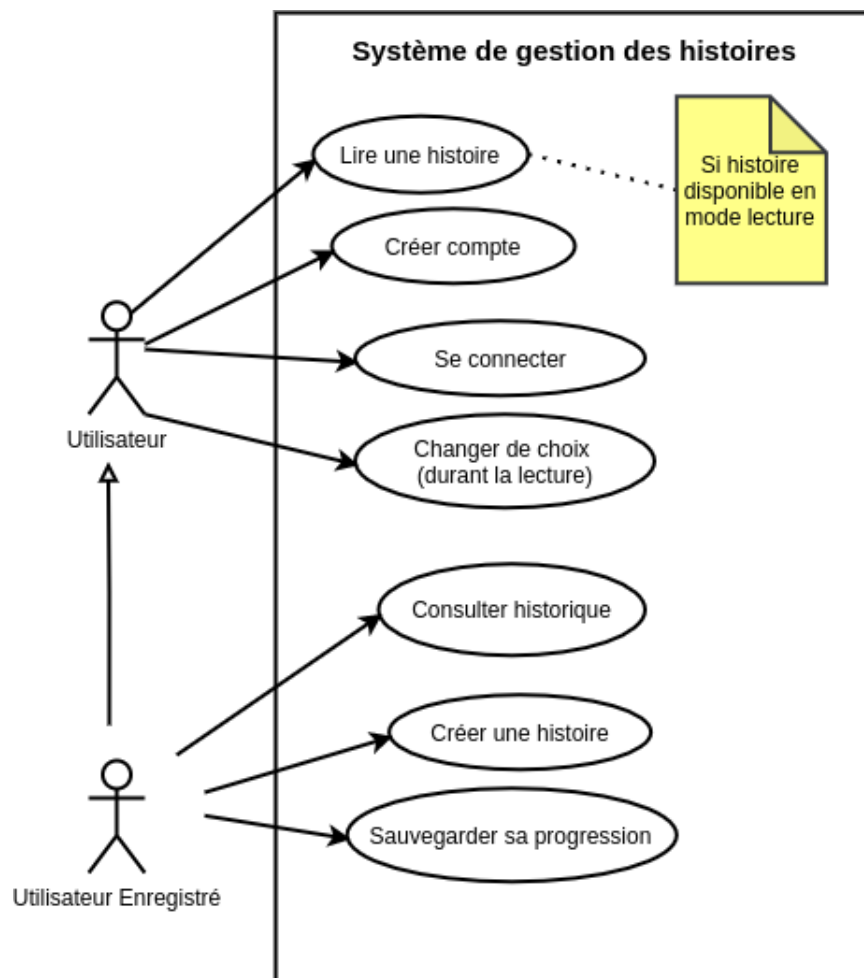 Système de gestion des histoires
Lire une histoire
Si histoire
disponible en
mode lecture
Créer compte
Se connecter
Utilisateur
Changer de choix
(durant la lecture)
Consulter historique
Créer une histoire
Sauvegarder sa progression
Utilisateur Enregistré